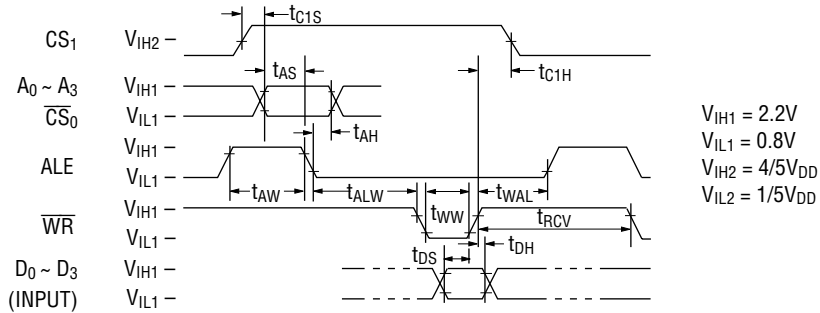 CS₁ V_IH2 t_C1S
t_AS t_C1H
A₀ ~ A₃ V_IH1
C̅S̅₀ V_IL1 t_AH
V_IH1 = 2.2V
V_IL1 = 0.8V
V_IH2 = 4/5V_DD
V_IL2 = 1/5V_DD
ALE V_IH1
V_IL1
t_AW t_ALW t_WW t_WAL
W̅R̅ V_IH1 t_RCV
V_IL1
t_DS t_DH
D₀ ~ D₃ V_IH1
(INPUT) V_IL1